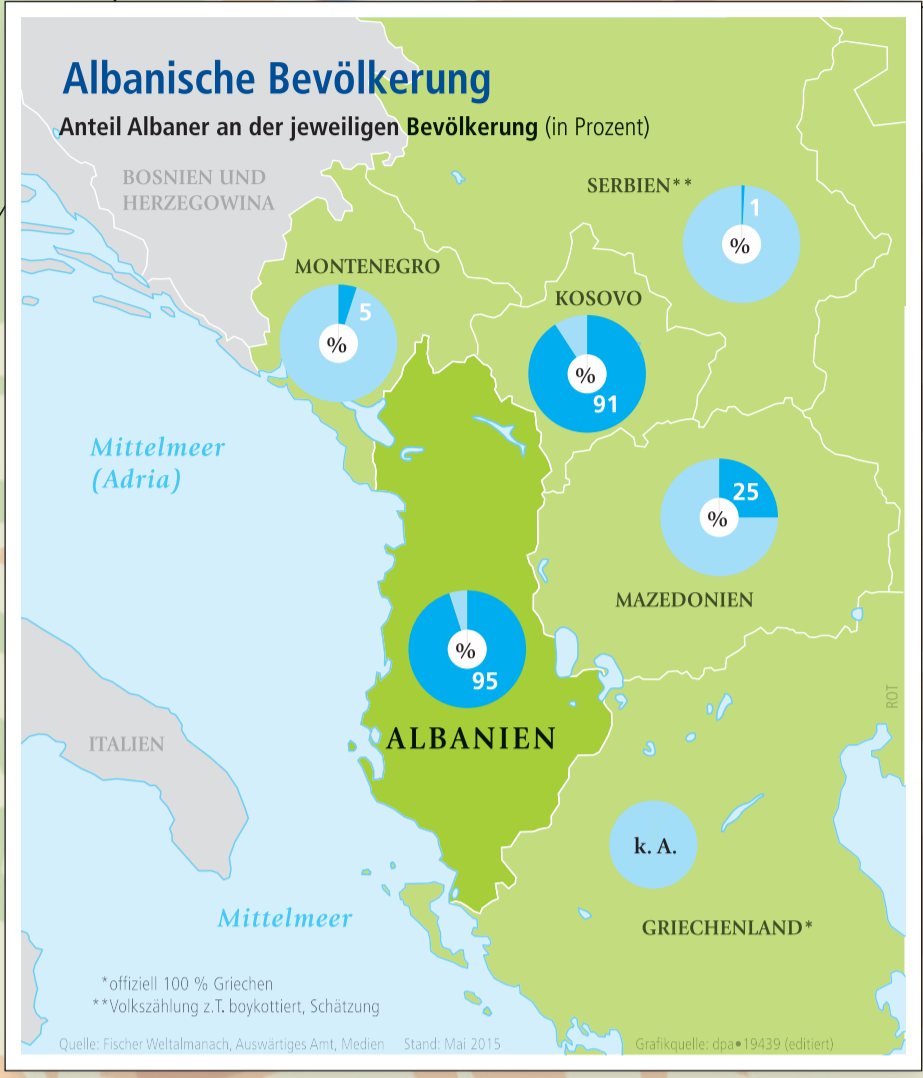 Albanische Bevölkerung
Anteil Albaner an der jeweiligen Bevölkerung (in Prozent)
BOSNIEN UND
HERZEGOWINA
SERBIEN**
1
%
MONTENEGRO
5
%
KOSOVO
%
91
Mittelmeer
(Adria)
25
%
MAZEDONIEN
%
95
ALBANIEN
ITALIEN
ROT
k. A.
Mittelmeer
GRIECHENLAND*
*offiziell 100 % Griechen
**Volkszählung z.T. boykottiert, Schätzung
Quelle: Fischer Weltalmanach, Auswärtiges Amt, Medien Stand: Mai 2015 Grafikquelle: dpa•19439 (editiert)